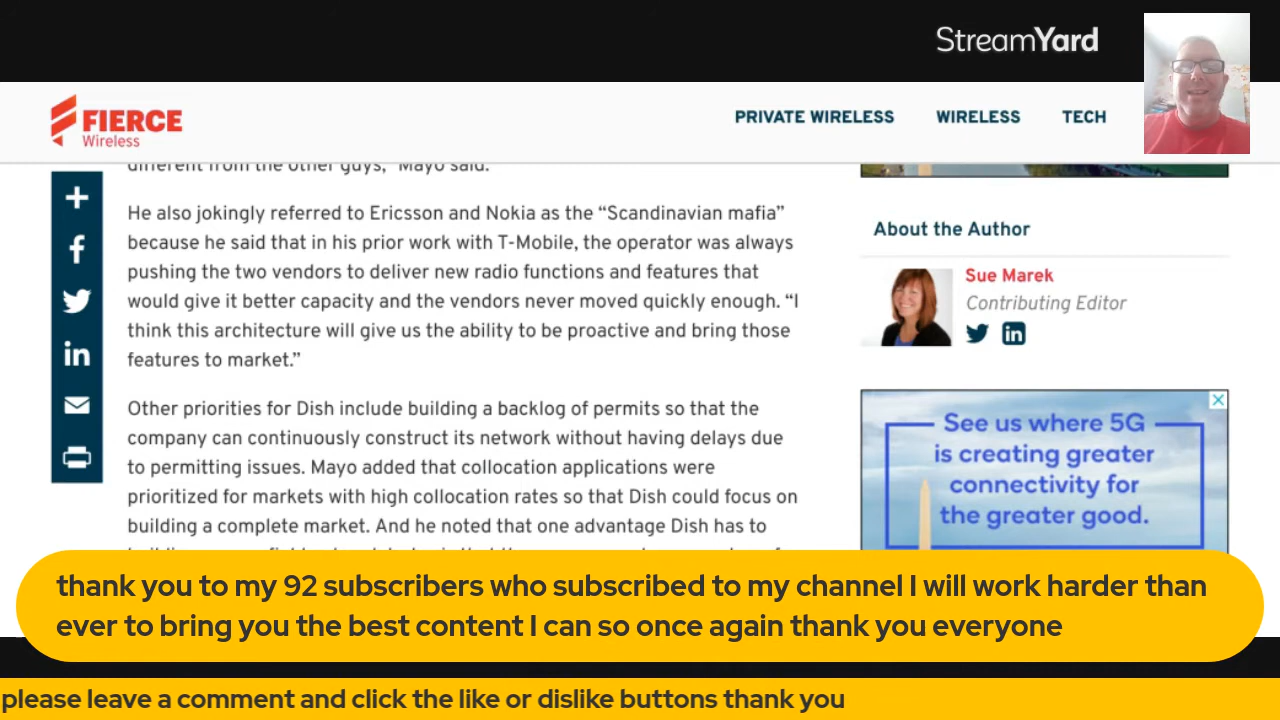 StreamYard
FIERCE
Wireless
PRIVATE WIRELESS WIRELESS TECH
different from the other guys," Mayo said.
He also jokingly referred to Ericsson and Nokia as the “Scandinavian mafia”
because he said that in his prior work with T-Mobile, the operator was always
pushing the two vendors to deliver new radio functions and features that
would give it better capacity and the vendors never moved quickly enough. “I
think this architecture will give us the ability to be proactive and bring those
features to market.”
Other priorities for Dish include building a backlog of permits so that the
company can continuously construct its network without having delays due
to permitting issues. Mayo added that collocation applications were
prioritized for markets with high collocation rates so that Dish could focus on
building a complete market. And he noted that one advantage Dish has to
About the Author
Sue Marek
Contributing Editor
See us where 5G
is creating greater
connectivity for
the greater good.
thank you to my 92 subscribers who subscribed to my channel I will work harder than
ever to bring you the best content I can so once again thank you everyone
please leave a comment and click the like or dislike buttons thank you